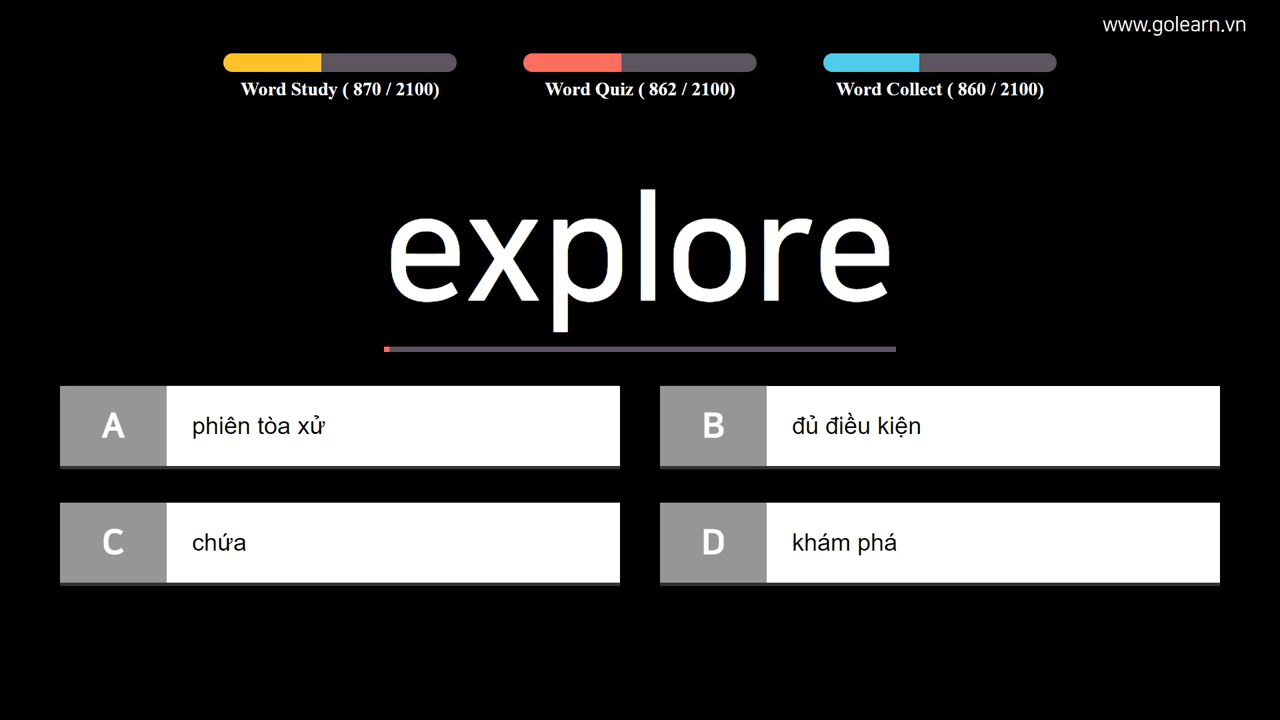 www.golearn.vn
Word Study ( 870 / 2100)
Word Quiz ( 862 / 2100)
Word Collect ( 860 / 2100)
explore
A phiên tòa xử
B đủ điều kiện
C chứa
D khám phá